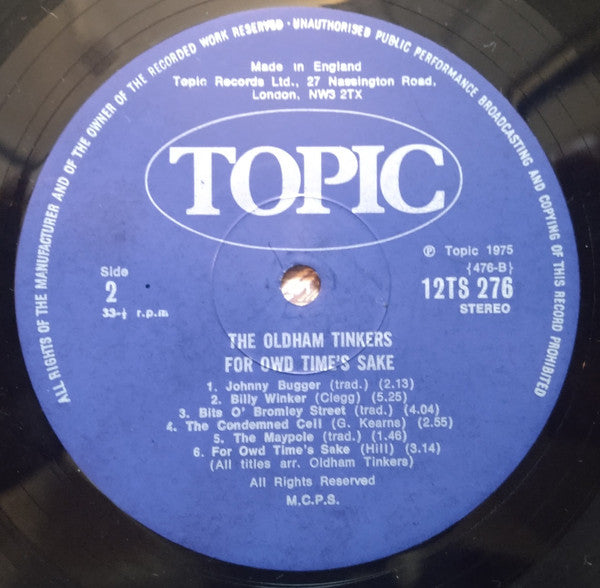 ALL RIGHTS OF THE MANUFACTURER AND OF THE OWNER OF THE RECORDED WORK RESERVED · UNAUTHORISED PUBLIC PERFORMANCE BROADCASTING AND COPYING OF THIS RECORD PROHIBITED
Made in England
Topic Records Ltd., 27 Nassington Road,
London, NW3 2TX
TOPIC
Side
2
33-⅓ r.p.m
℗ Topic 1975
{476-B}
12TS 276
STEREO
THE OLDHAM TINKERS
FOR OWD TIME'S SAKE
1. Johnny Bugger (trad.) (2.13)
2. Billy Winker (Clegg) (5.25)
3. Bits O' Bromley Street (trad.) (4.04)
4. The Condemned Cell (G. Kearns) (2.55)
5. The Maypole (trad.) (1.46)
6. For Owd Time's Sake (Hill) (3.14)
(All titles arr. Oldham Tinkers)
All Rights Reserved
M.C.P.S.